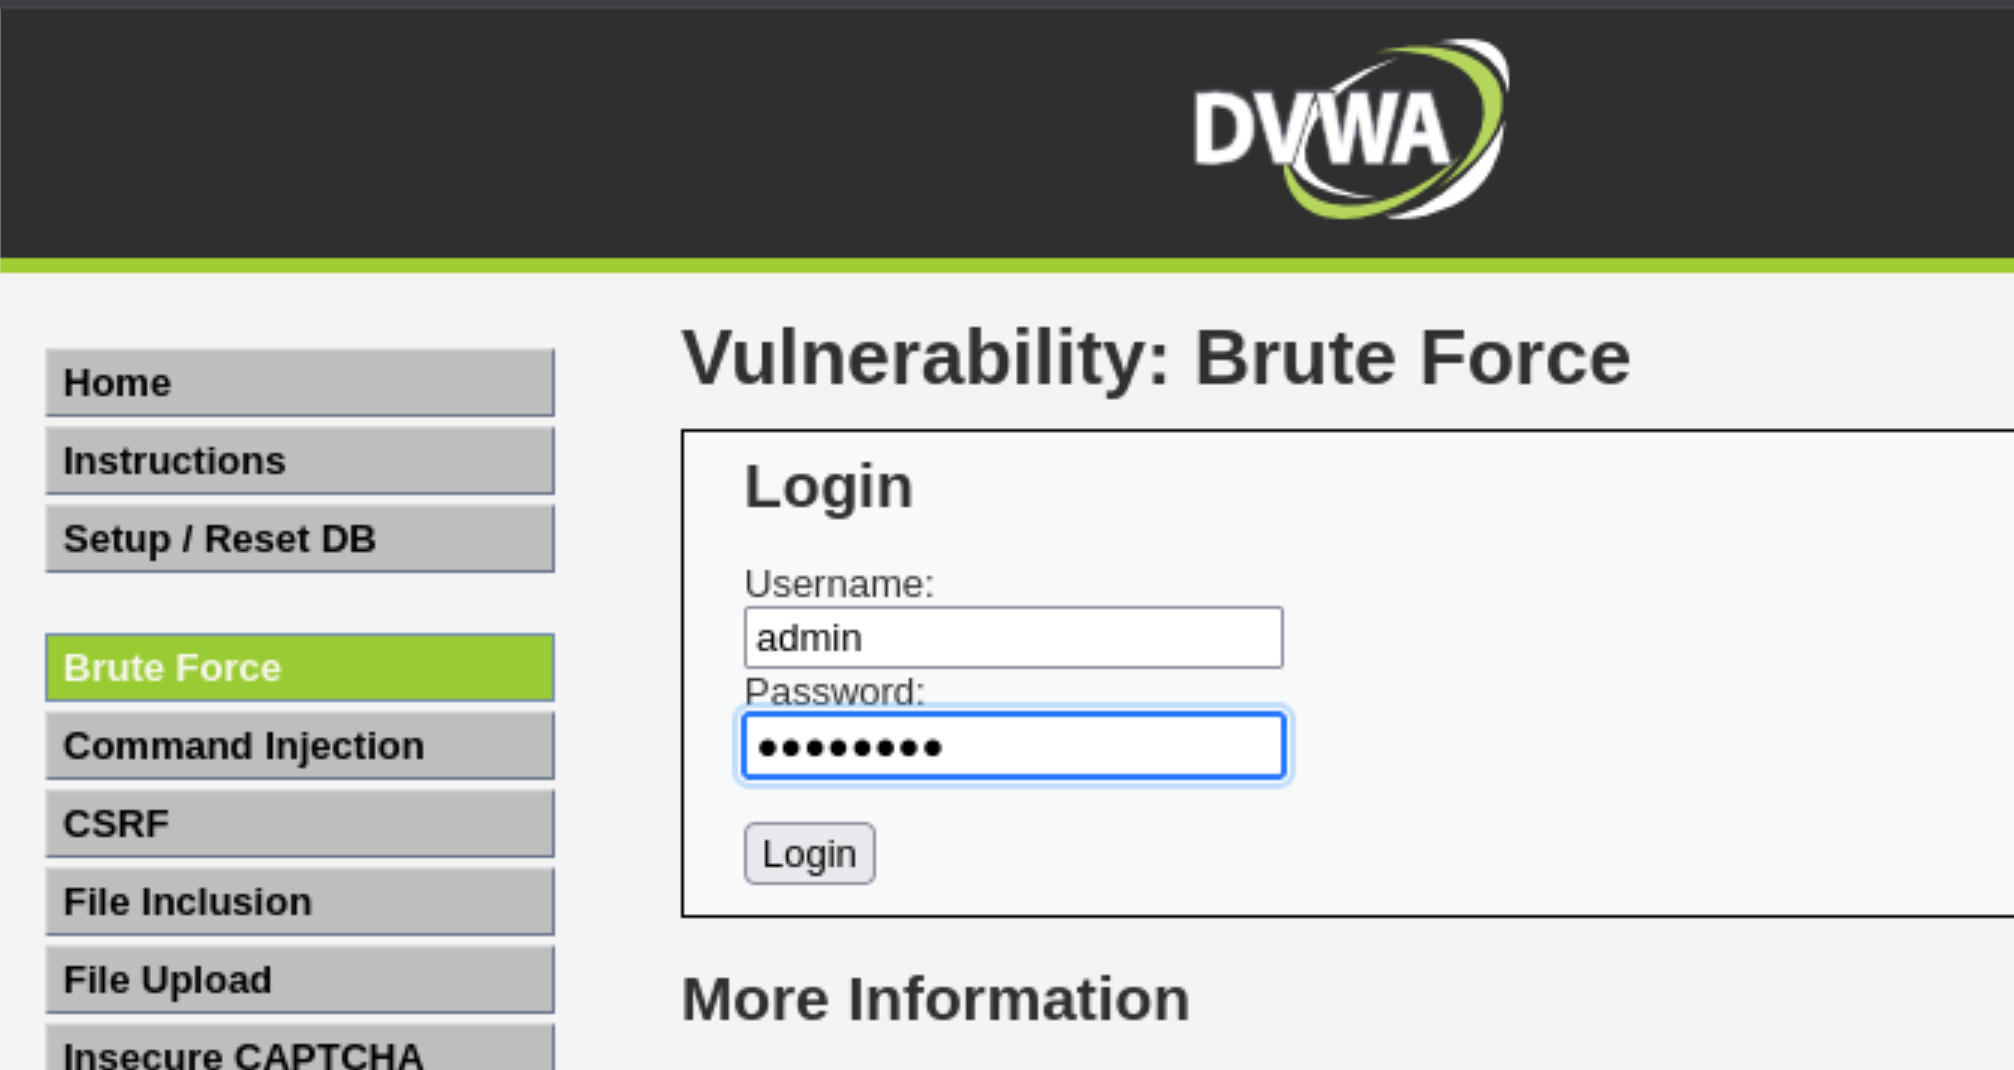 DVWA
Home
Instructions
Setup / Reset DB
Brute Force
Command Injection
CSRF
File Inclusion
File Upload
Insecure CAPTCHA
Vulnerability: Brute Force
Login
Username:
admin
Password:
••••••••
Login
More Information